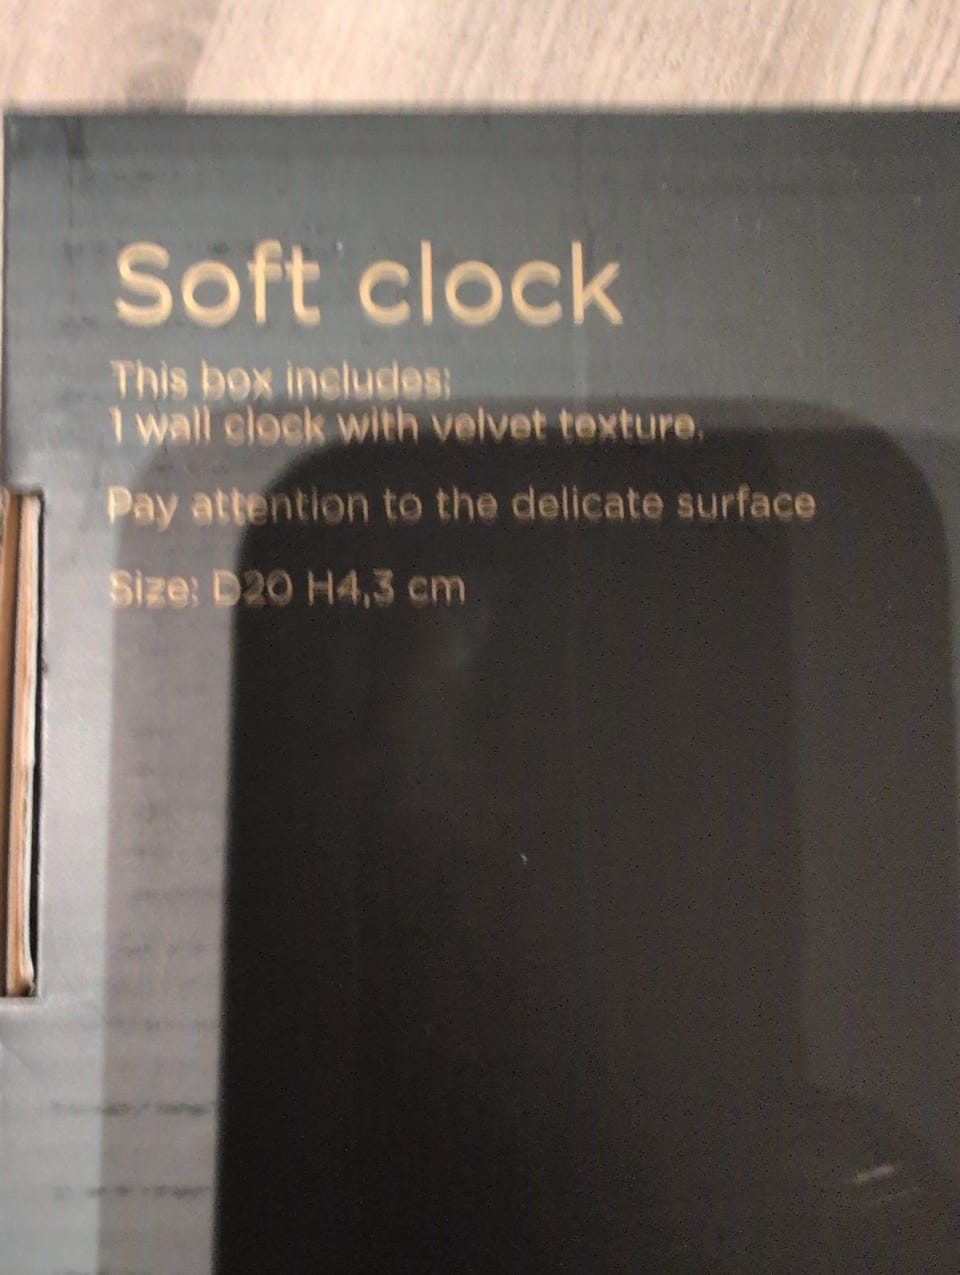 Soft clock
This box includes:
1 wall clock with velvet texture.
Pay attention to the delicate surface
Size: D20 H4,3 cm